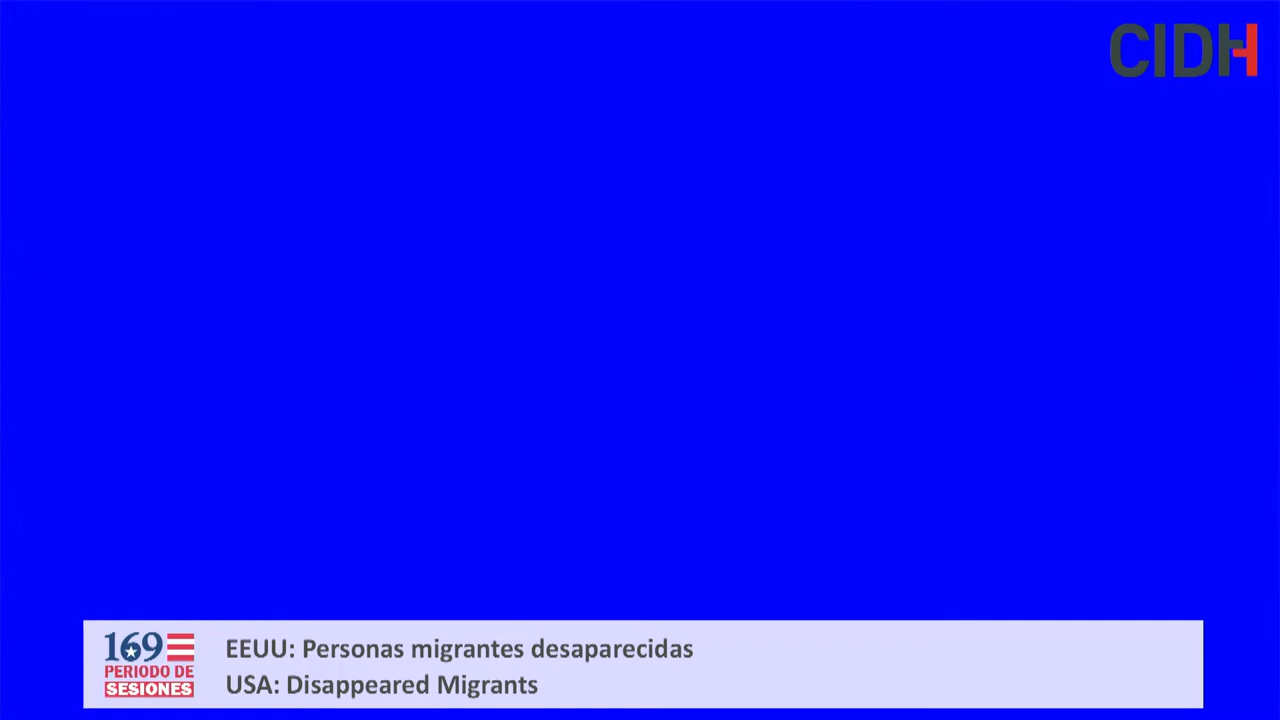 CIDH
169
PERIODO DE
SESIONES
EEUU: Personas migrantes desaparecidas
USA: Disappeared Migrants